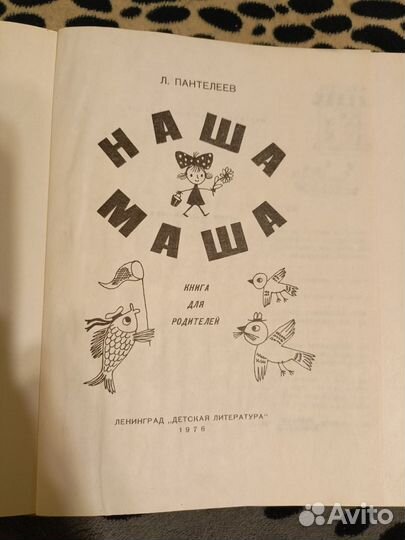 Л. ПАНТЕЛЕЕВ
НАША
МАША
КНИГА
ДЛЯ
РОДИТЕЛЕЙ
ЛЕНИНГРАД „ДЕТСКАЯ ЛИТЕРАТУРА"
1976
Avito